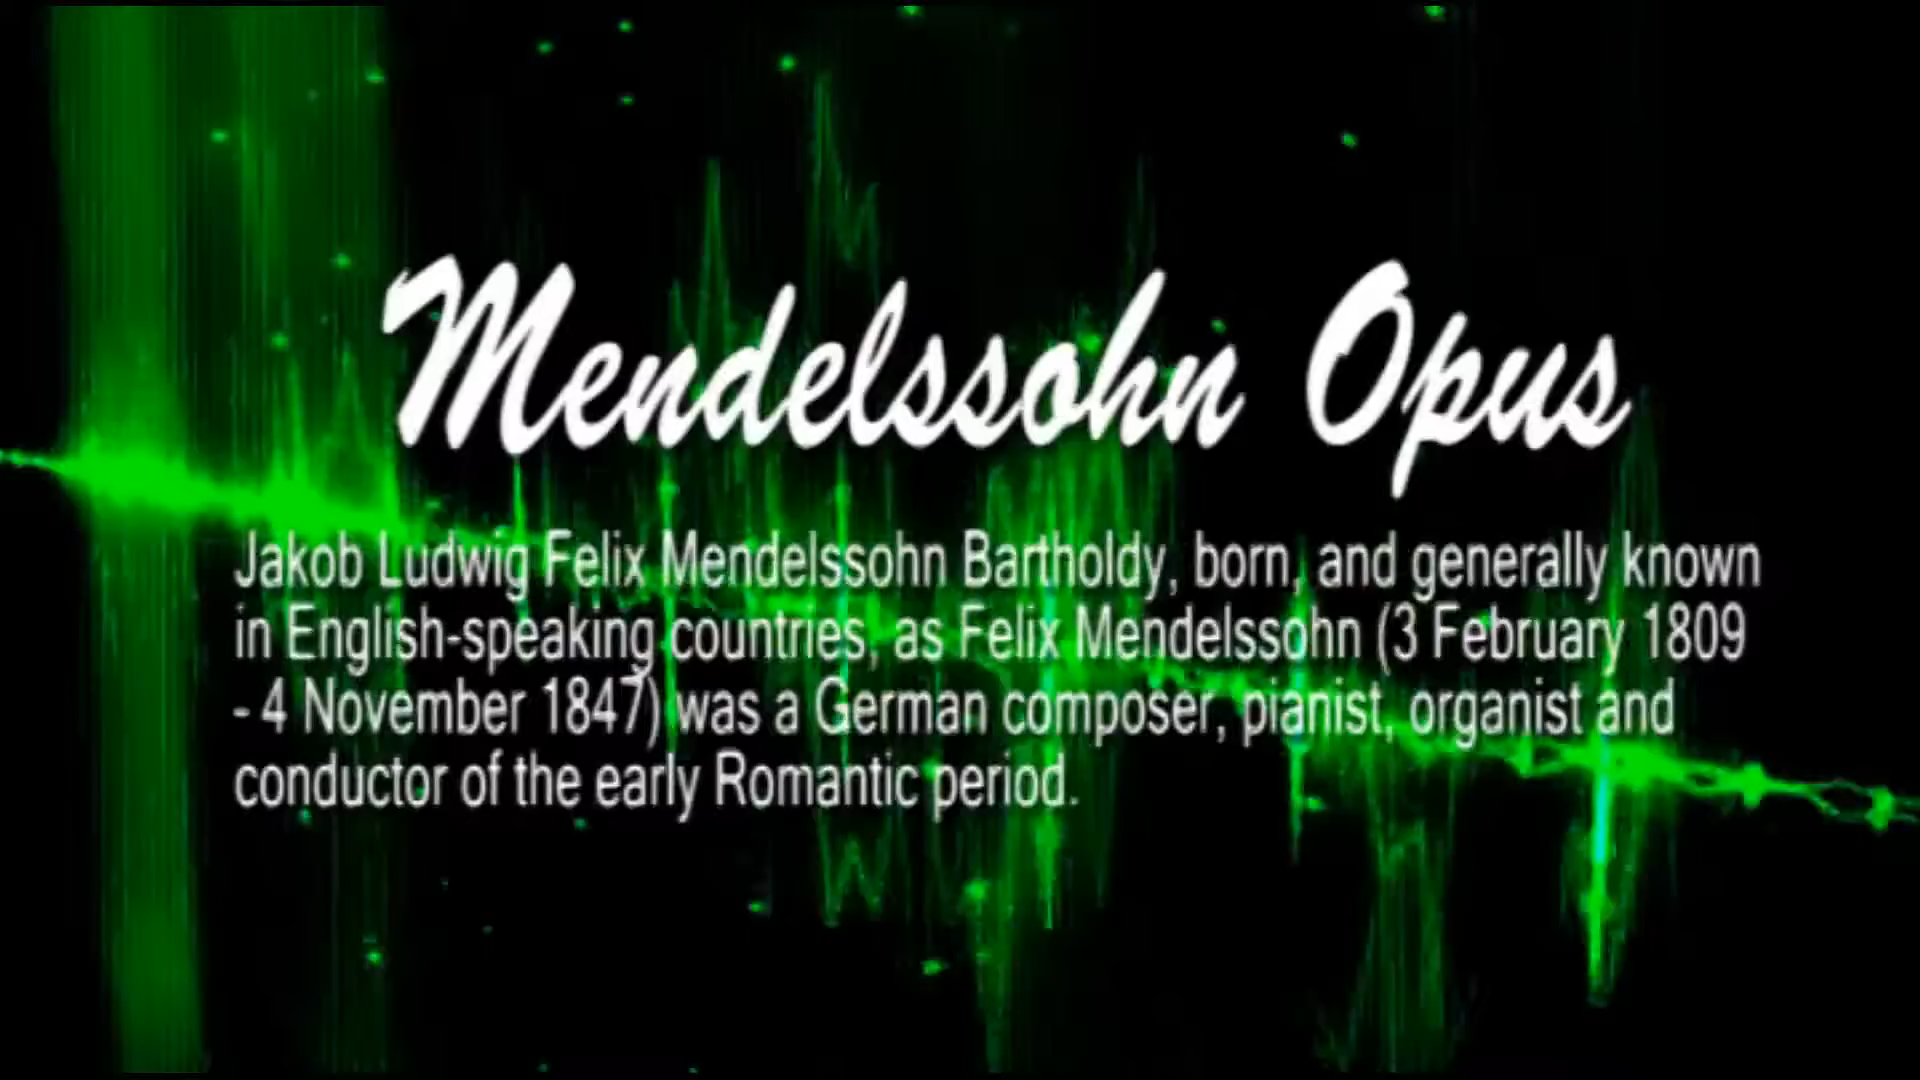 Mendelssohn Opus
Jakob Ludwig Felix Mendelssohn Bartholdy, born, and generally known
in English-speaking countries, as Felix Mendelssohn (3 February 1809
- 4 November 1847) was a German composer, pianist, organist and
conductor of the early Romantic period.